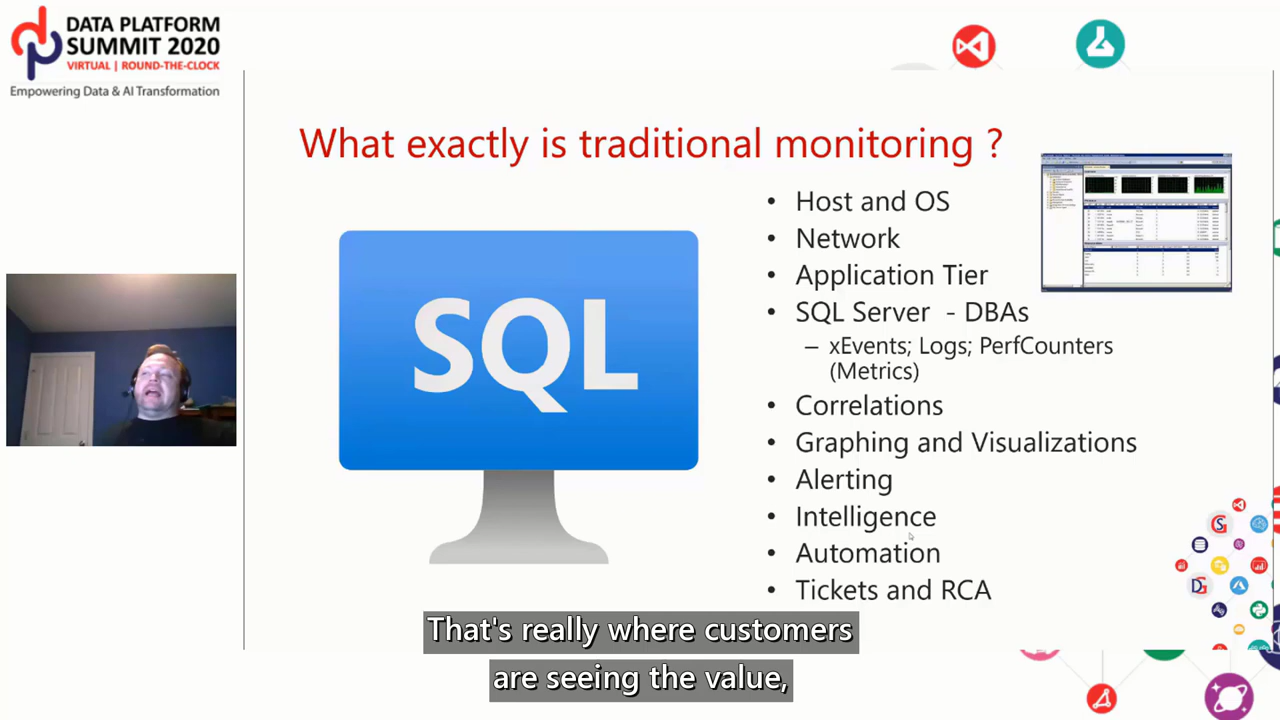 DATA PLATFORM
SUMMIT 2020
VIRTUAL | ROUND-THE-CLOCK
Empowering Data & AI Transformation
What exactly is traditional monitoring ?
SQL
• Host and OS
• Network
• Application Tier
• SQL Server - DBAs
– xEvents; Logs; PerfCounters
(Metrics)
• Correlations
• Graphing and Visualizations
• Alerting
• Intelligence
• Automation
• Tickets and RCA
That's really where customers
are seeing the value,